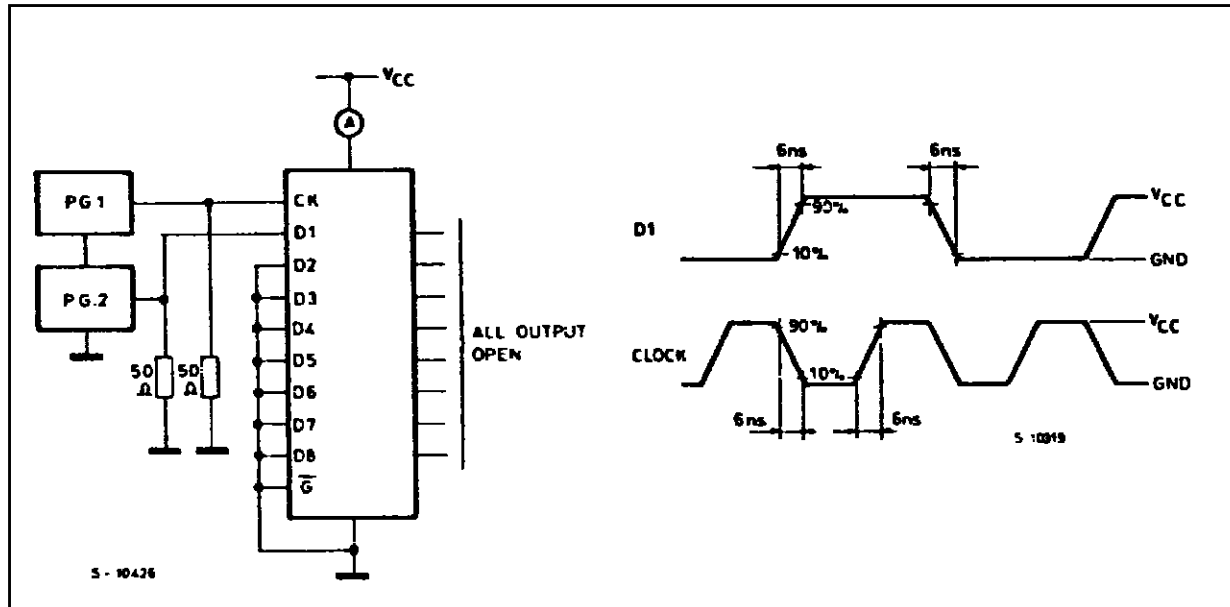 VCC
A
PG.1
PG.2
50
Ω
50
Ω
CK
D1
D2
D3
D4
D5
D6
D7
D8
G
ALL OUTPUT
OPEN
S - 10426
6ns
6ns
D1
90%
10%
VCC
GND
CLOCK
90%
10%
VCC
GND
6ns
6ns
S-10319